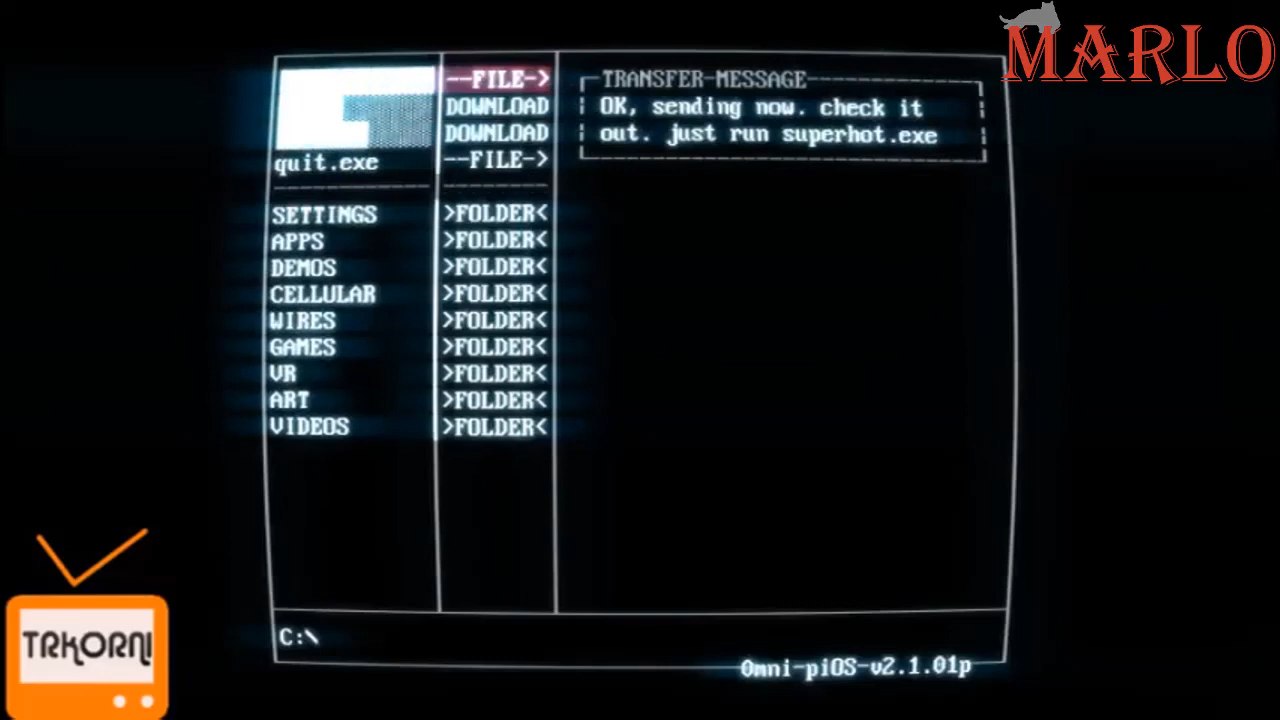 MARLO
--FILE->
TRANSFER-MESSAGE
DOWNLOAD
OK, sending now. check it
DOWNLOAD
out. just run superhot.exe
quit.exe --FILE->
SETTINGS >FOLDER<
APPS >FOLDER<
DEMOS >FOLDER<
CELLULAR >FOLDER<
WIRES >FOLDER<
GAMES >FOLDER<
VR >FOLDER<
ART >FOLDER<
VIDEOS >FOLDER<
C:\
Omni-piOS-v2.1.01p
TRKORNI